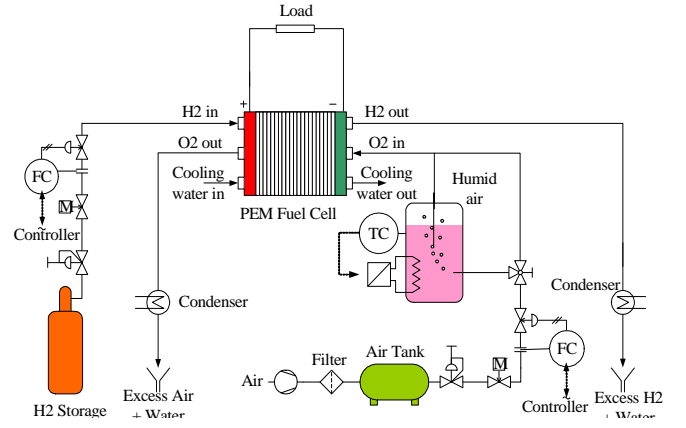 Load
+
−
H2 in
H2 out
O2 out
O2 in
Cooling
water in
Cooling
water out
PEM Fuel Cell
Humid
air
FC
M
Controller
TC
Condenser
Condenser
H2 Storage
Excess Air
+ Water
Air
Filter
Air Tank
M
FC
Controller
Excess H2
+ Water